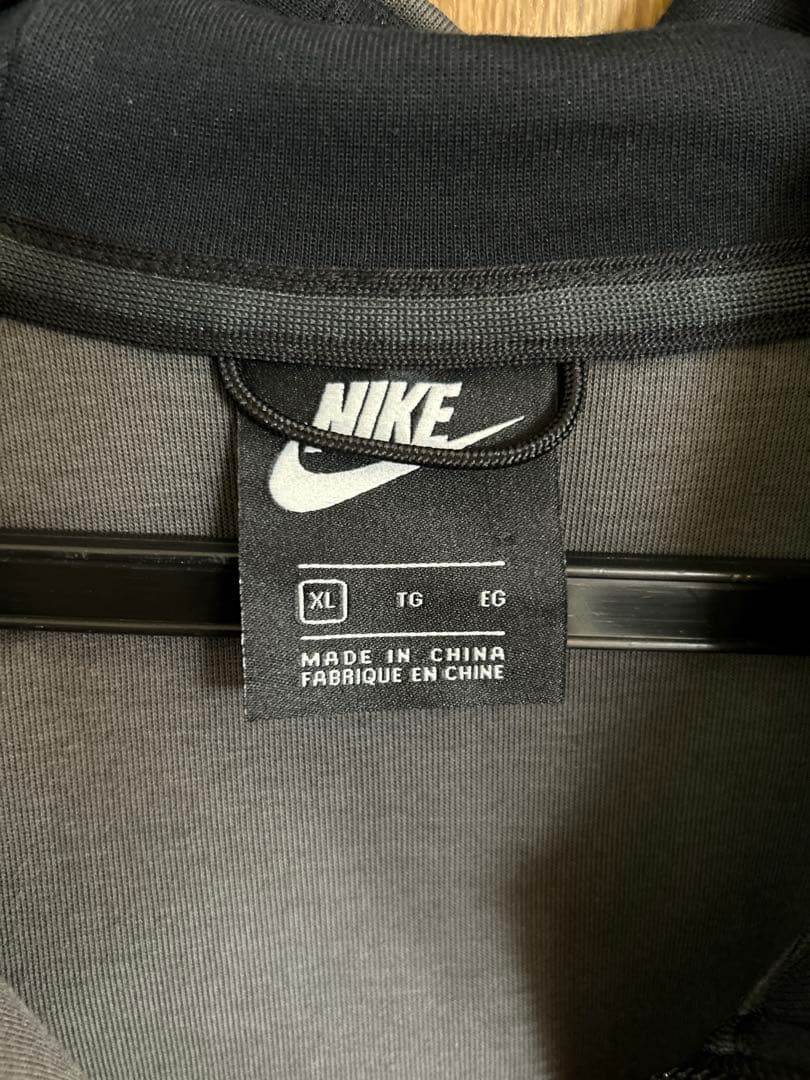 NIKE
XL TG EG
MADE IN CHINA
FABRIQUE EN CHINE